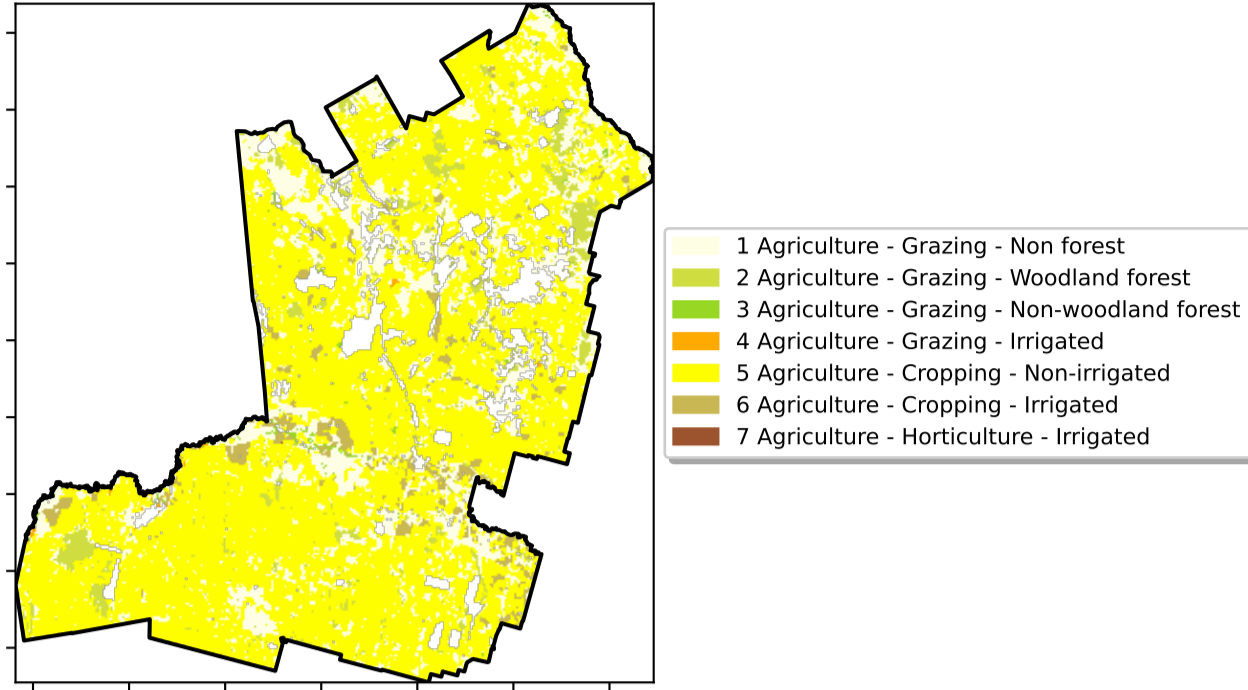 1 Agriculture - Grazing - Non forest
2 Agriculture - Grazing - Woodland forest
3 Agriculture - Grazing - Non-woodland forest
4 Agriculture - Grazing - Irrigated
5 Agriculture - Cropping - Non-irrigated
6 Agriculture - Cropping - Irrigated
7 Agriculture - Horticulture - Irrigated